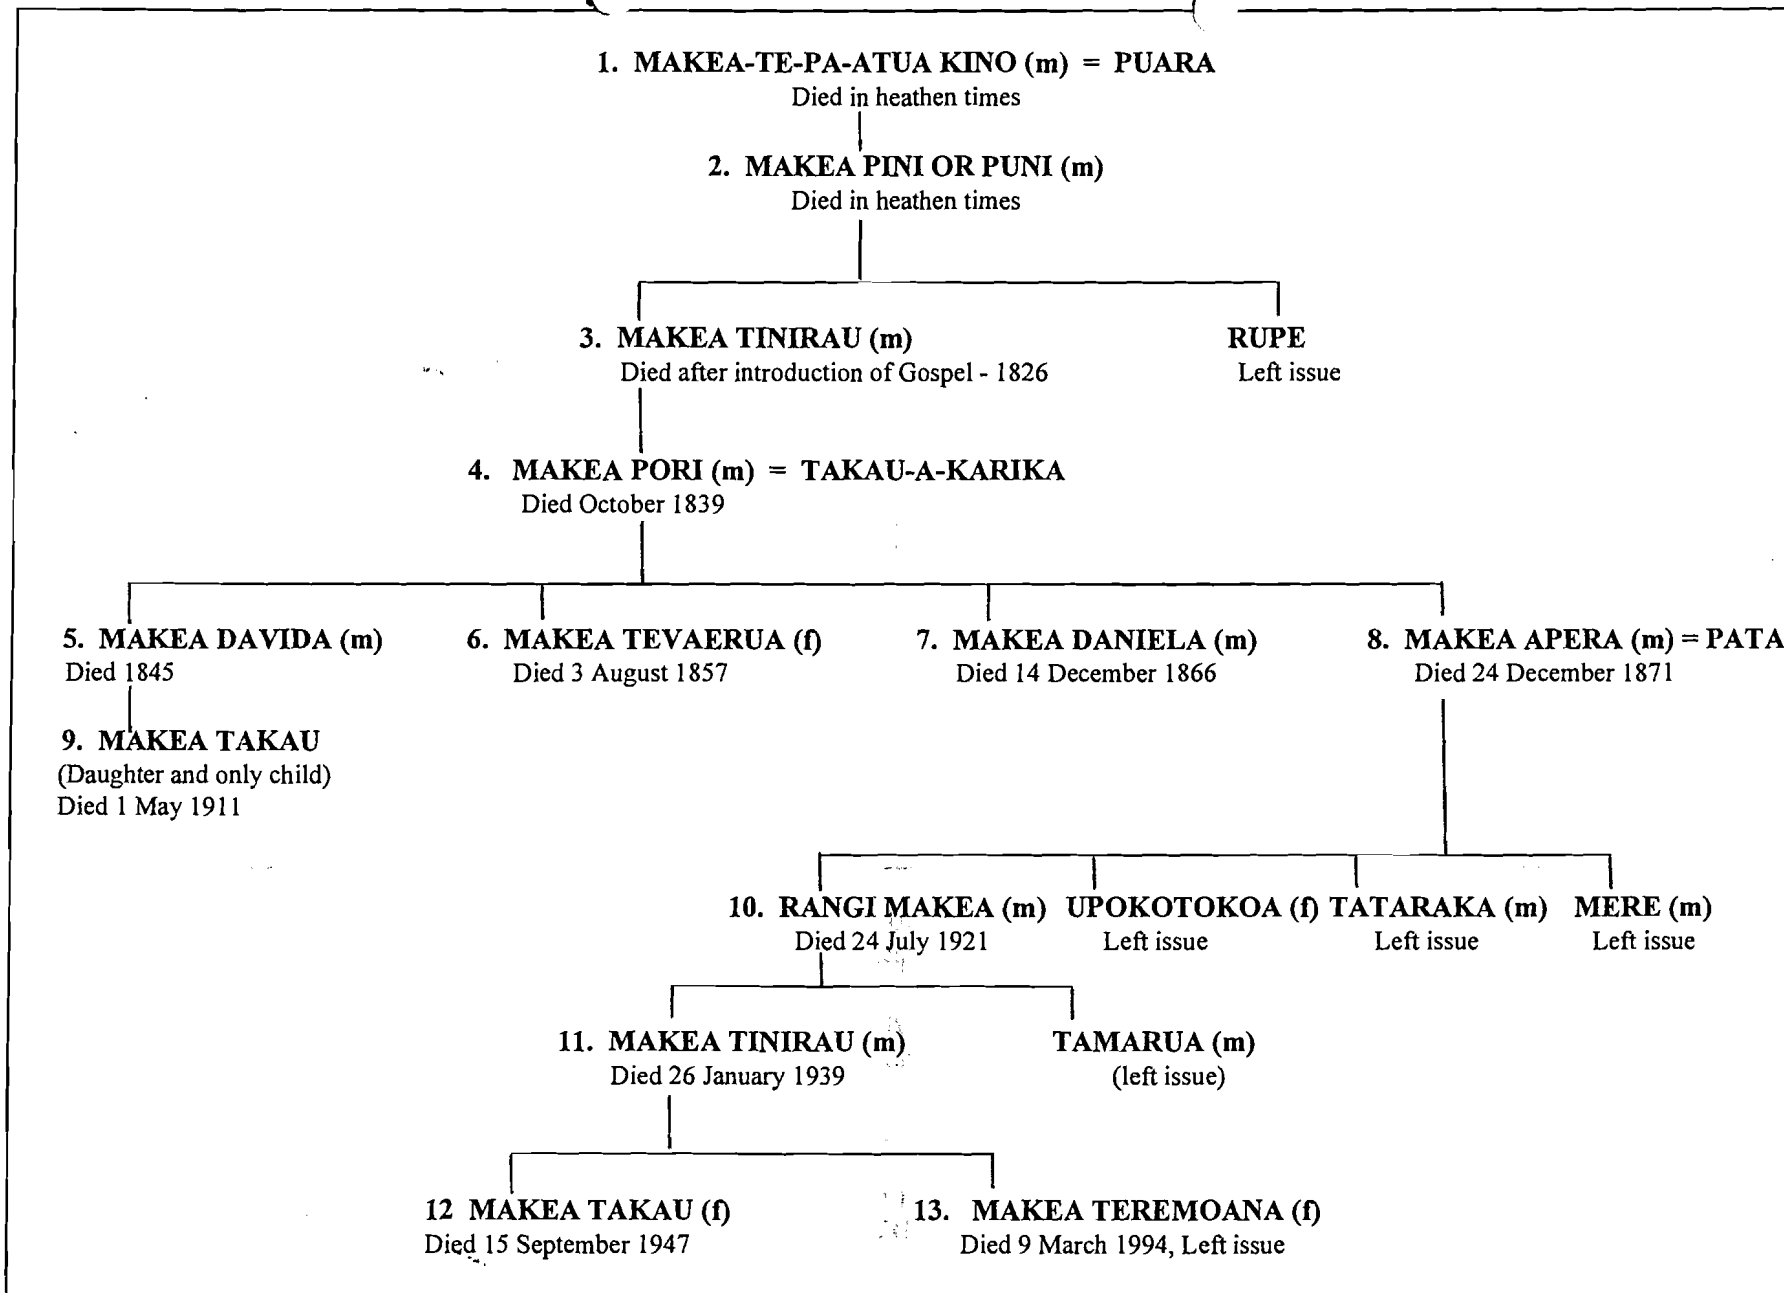 1. MAKEA-TE-PA-ATUA KINO (m) = PUARA
Died in heathen times
2. MAKEA PINI OR PUNI (m)
Died in heathen times
3. MAKEA TINIRAU (m)
Died after introduction of Gospel - 1826
RUPE
Left issue
4. MAKEA PORI (m) = TAKAU-A-KARIKA
Died October 1839
5. MAKEA DAVIDA (m)
Died 1845
6. MAKEA TEVAERUA (f)
Died 3 August 1857
7. MAKEA DANIELA (m)
Died 14 December 1866
8. MAKEA APERA (m) = PATA
Died 24 December 1871
9. MAKEA TAKAU
(Daughter and only child)
Died 1 May 1911
10. RANGI MAKEA (m)
Died 24 July 1921
UPOKOTOKOA (f)
Left issue
TATARAKA (m)
Left issue
MERE (m)
Left issue
11. MAKEA TINIRAU (m)
Died 26 January 1939
TAMARUA (m)
(left issue)
12 MAKEA TAKAU (f)
Died 15 September 1947
13. MAKEA TEREMOANA (f)
Died 9 March 1994, Left issue